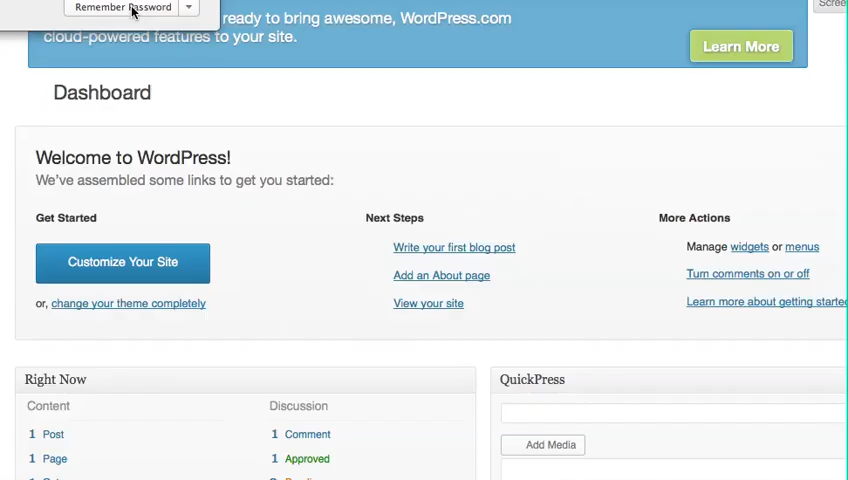 Remember Password
Scree
ready to bring awesome, WordPress.com
cloud-powered features to your site.
Learn More
Dashboard
Welcome to WordPress!
We've assembled some links to get you started:
Get Started
Next Steps
More Actions
Customize Your Site
Write your first blog post
Manage widgets or menus
Add an About page
Turn comments on or off
or, change your theme completely
View your site
Learn more about getting started
Right Now
QuickPress
Content
Discussion
1 Post
1 Comment
Add Media
1 Page
1 Approved